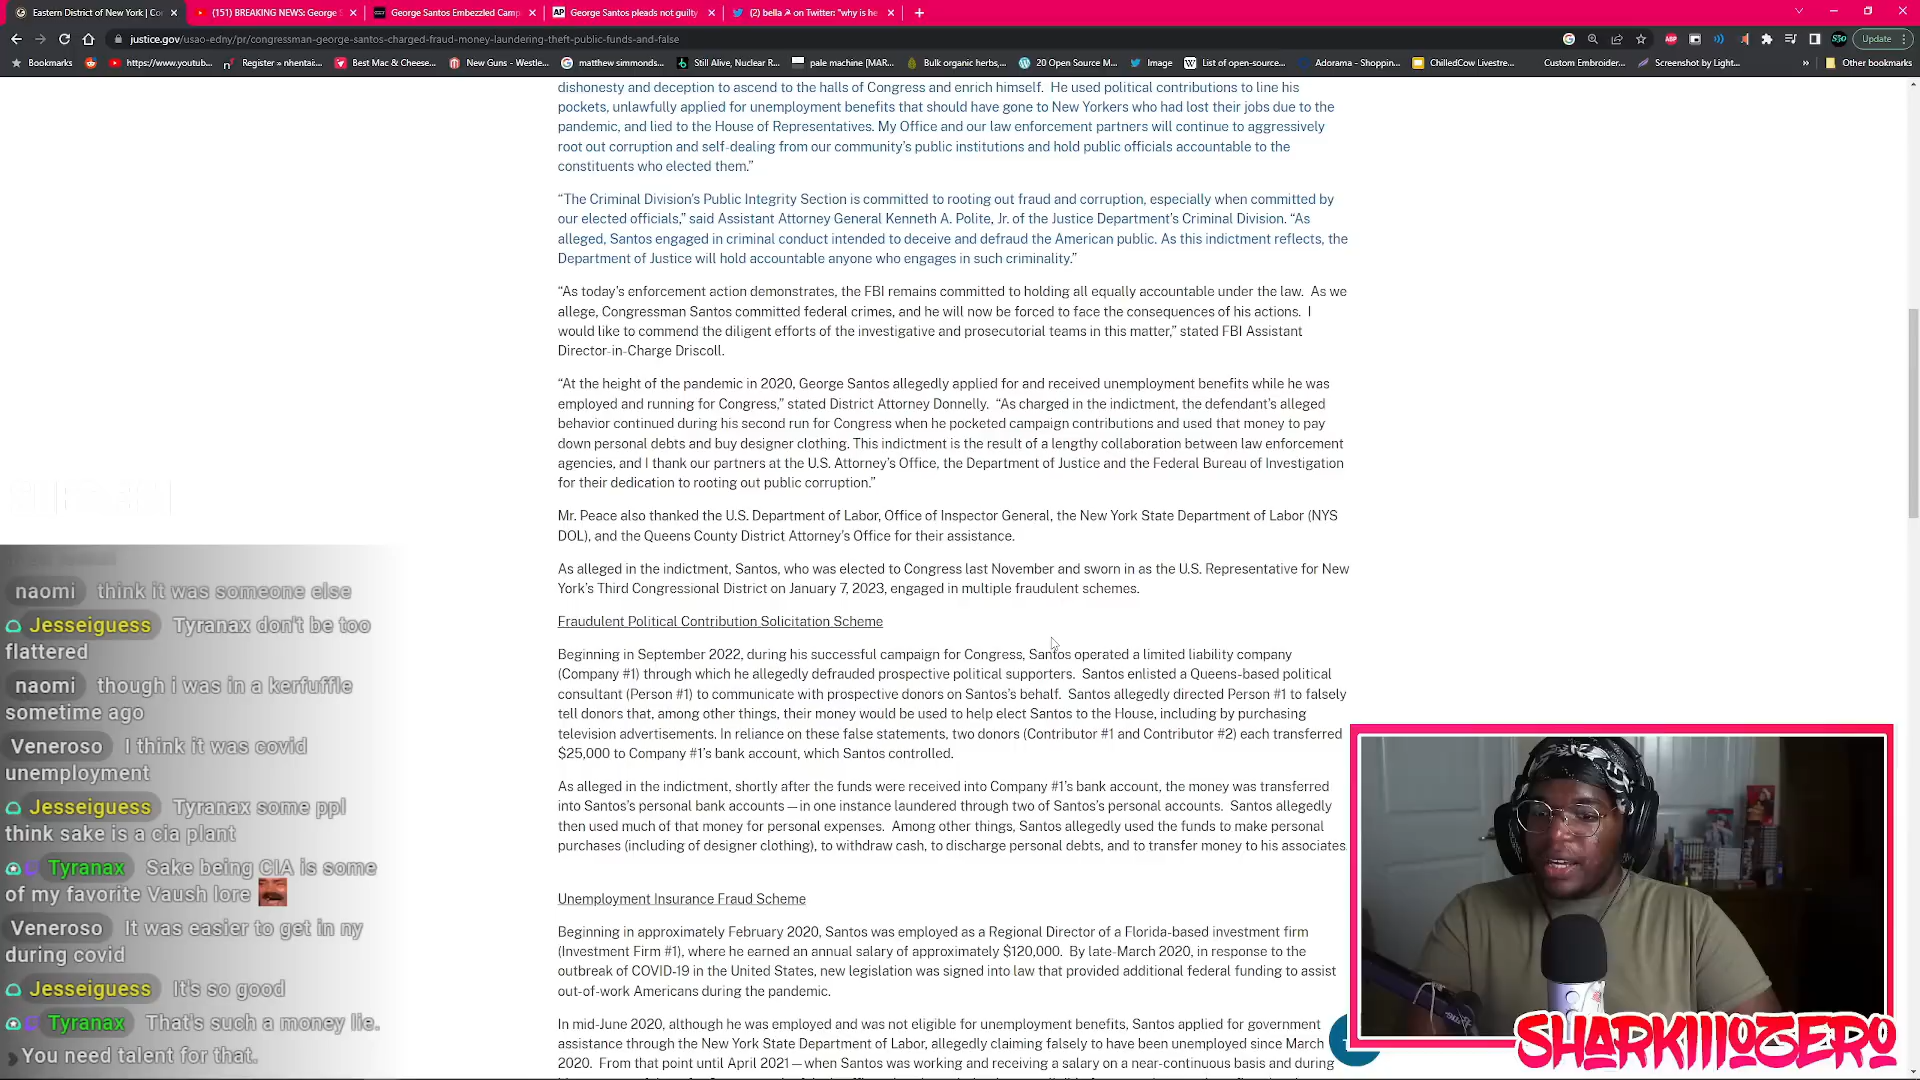 Eastern District of New York | Co
(151) BREAKING NEWS: George S
George Santos Embezzled Camp
AP George Santos pleads not guilty
(2) bella on Twitter: "why is he
justice.gov/usao-edny/pr/congressman-george-santos-charged-fraud-money-laundering-theft-public-funds-and-false
Update
Bookmarks
https://www.youtub...
Register » nhentai:...
Best Mac & Cheese...
New Guns - Westle...
matthew simmonds...
Still Alive, Nuclear R...
pale machine [MAR...
Bulk organic herbs,...
20 Open Source M...
Image
List of open-source...
Adorama - Shoppin...
ChilledCow Livestre...
Custom Embroider...
Screenshot by Light...
»
Other bookmarks
dishonesty and deception to ascend to the halls of Congress and enrich himself. He used political contributions to line his
pockets, unlawfully applied for unemployment benefits that should have gone to New Yorkers who had lost their jobs due to the
pandemic, and lied to the House of Representatives. My Office and our law enforcement partners will continue to aggressively
root out corruption and self-dealing from our community’s public institutions and hold public officials accountable to the
constituents who elected them.”
“The Criminal Division’s Public Integrity Section is committed to rooting out fraud and corruption, especially when committed by
our elected officials,” said Assistant Attorney General Kenneth A. Polite, Jr. of the Justice Department’s Criminal Division. “As
alleged, Santos engaged in criminal conduct intended to deceive and defraud the American public. As this indictment reflects, the
Department of Justice will hold accountable anyone who engages in such criminality.”
“As today’s enforcement action demonstrates, the FBI remains committed to holding all equally accountable under the law. As we
allege, Congressman Santos committed federal crimes, and he will now be forced to face the consequences of his actions. I
would like to commend the diligent efforts of the investigative and prosecutorial teams in this matter,” stated FBI Assistant
Director-in-Charge Driscoll.
“At the height of the pandemic in 2020, George Santos allegedly applied for and received unemployment benefits while he was
employed and running for Congress,” stated District Attorney Donnelly. “As charged in the indictment, the defendant’s alleged
behavior continued during his second run for Congress when he pocketed campaign contributions and used that money to pay
down personal debts and buy designer clothing. This indictment is the result of a lengthy collaboration between law enforcement
agencies, and I thank our partners at the U.S. Attorney’s Office, the Department of Justice and the Federal Bureau of Investigation
for their dedication to rooting out public corruption.”
Mr. Peace also thanked the U.S. Department of Labor, Office of Inspector General, the New York State Department of Labor (NYS
DOL), and the Queens County District Attorney’s Office for their assistance.
As alleged in the indictment, Santos, who was elected to Congress last November and sworn in as the U.S. Representative for New
York’s Third Congressional District on January 7, 2023, engaged in multiple fraudulent schemes.
Fraudulent Political Contribution Solicitation Scheme
Beginning in September 2022, during his successful campaign for Congress, Santos operated a limited liability company
(Company #1) through which he allegedly defrauded prospective political supporters. Santos enlisted a Queens-based political
consultant (Person #1) to communicate with prospective donors on Santos’s behalf. Santos allegedly directed Person #1 to falsely
tell donors that, among other things, their money would be used to help elect Santos to the House, including by purchasing
television advertisements. In reliance on these false statements, two donors (Contributor #1 and Contributor #2) each transferred
$25,000 to Company #1’s bank account, which Santos controlled.
As alleged in the indictment, shortly after the funds were received into Company #1’s bank account, the money was transferred
into Santos’s personal bank accounts—in one instance laundered through two of Santos’s personal accounts. Santos allegedly
then used much of that money for personal expenses. Among other things, Santos allegedly used the funds to make personal
purchases (including of designer clothing), to withdraw cash, to discharge personal debts, and to transfer money to his associates
Unemployment Insurance Fraud Scheme
Beginning in approximately February 2020, Santos was employed as a Regional Director of a Florida-based investment firm
(Investment Firm #1), where he earned an annual salary of approximately $120,000. By late-March 2020, in response to the
outbreak of COVID-19 in the United States, new legislation was signed into law that provided additional federal funding to assist
out-of-work Americans during the pandemic.
In mid-June 2020, although he was employed and was not eligible for unemployment benefits, Santos applied for government
assistance through the New York State Department of Labor, allegedly claiming falsely to have been unemployed since March
2020. From that point until April 2021—when Santos was working and receiving a salary on a near-continuous basis and during
naomi think it was someone else
Jesseiguess Tyranax don't be too
flattered
naomi though i was in a kerfuffle
sometime ago
Veneroso I think it was covid
unemployment
Jesseiguess Tyranax some ppl
think sake is a cia plant
Tyranax Sake being CIA is some
of my favorite Vaush lore
Veneroso It was easier to get in ny
during covid
Jesseiguess It's so good
Tyranax That's such a money lie.
You need talent for that.
SHARKIIIOZERO